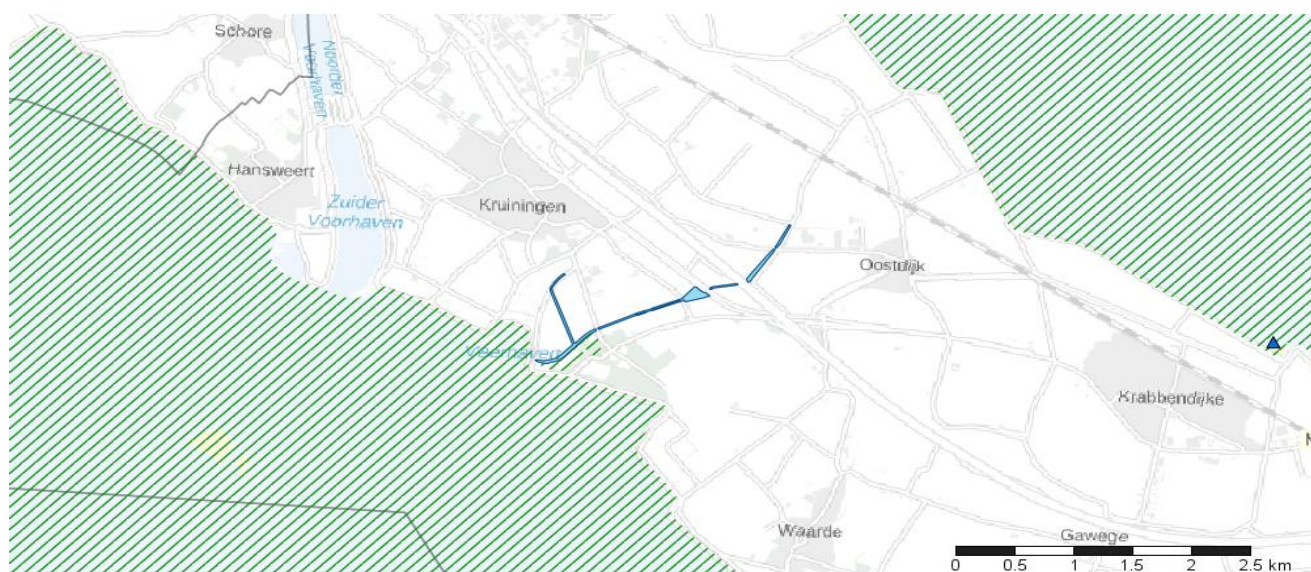 Schore
Noorder
Voorhaven
Hansweert
Zuider
Voorhaven
Kruiningen
Oostdijk
Veerhaven
Krabbendijke
Waarde
Gawege
0 0.5 1 1.5 2 2.5 km